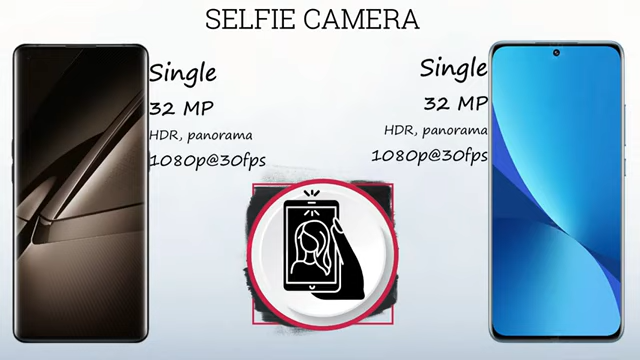 SELFIE CAMERA
Single
32 MP
HDR, panorama
1080p@30fps
Single
32 MP
HDR, panorama
1080p@30fps